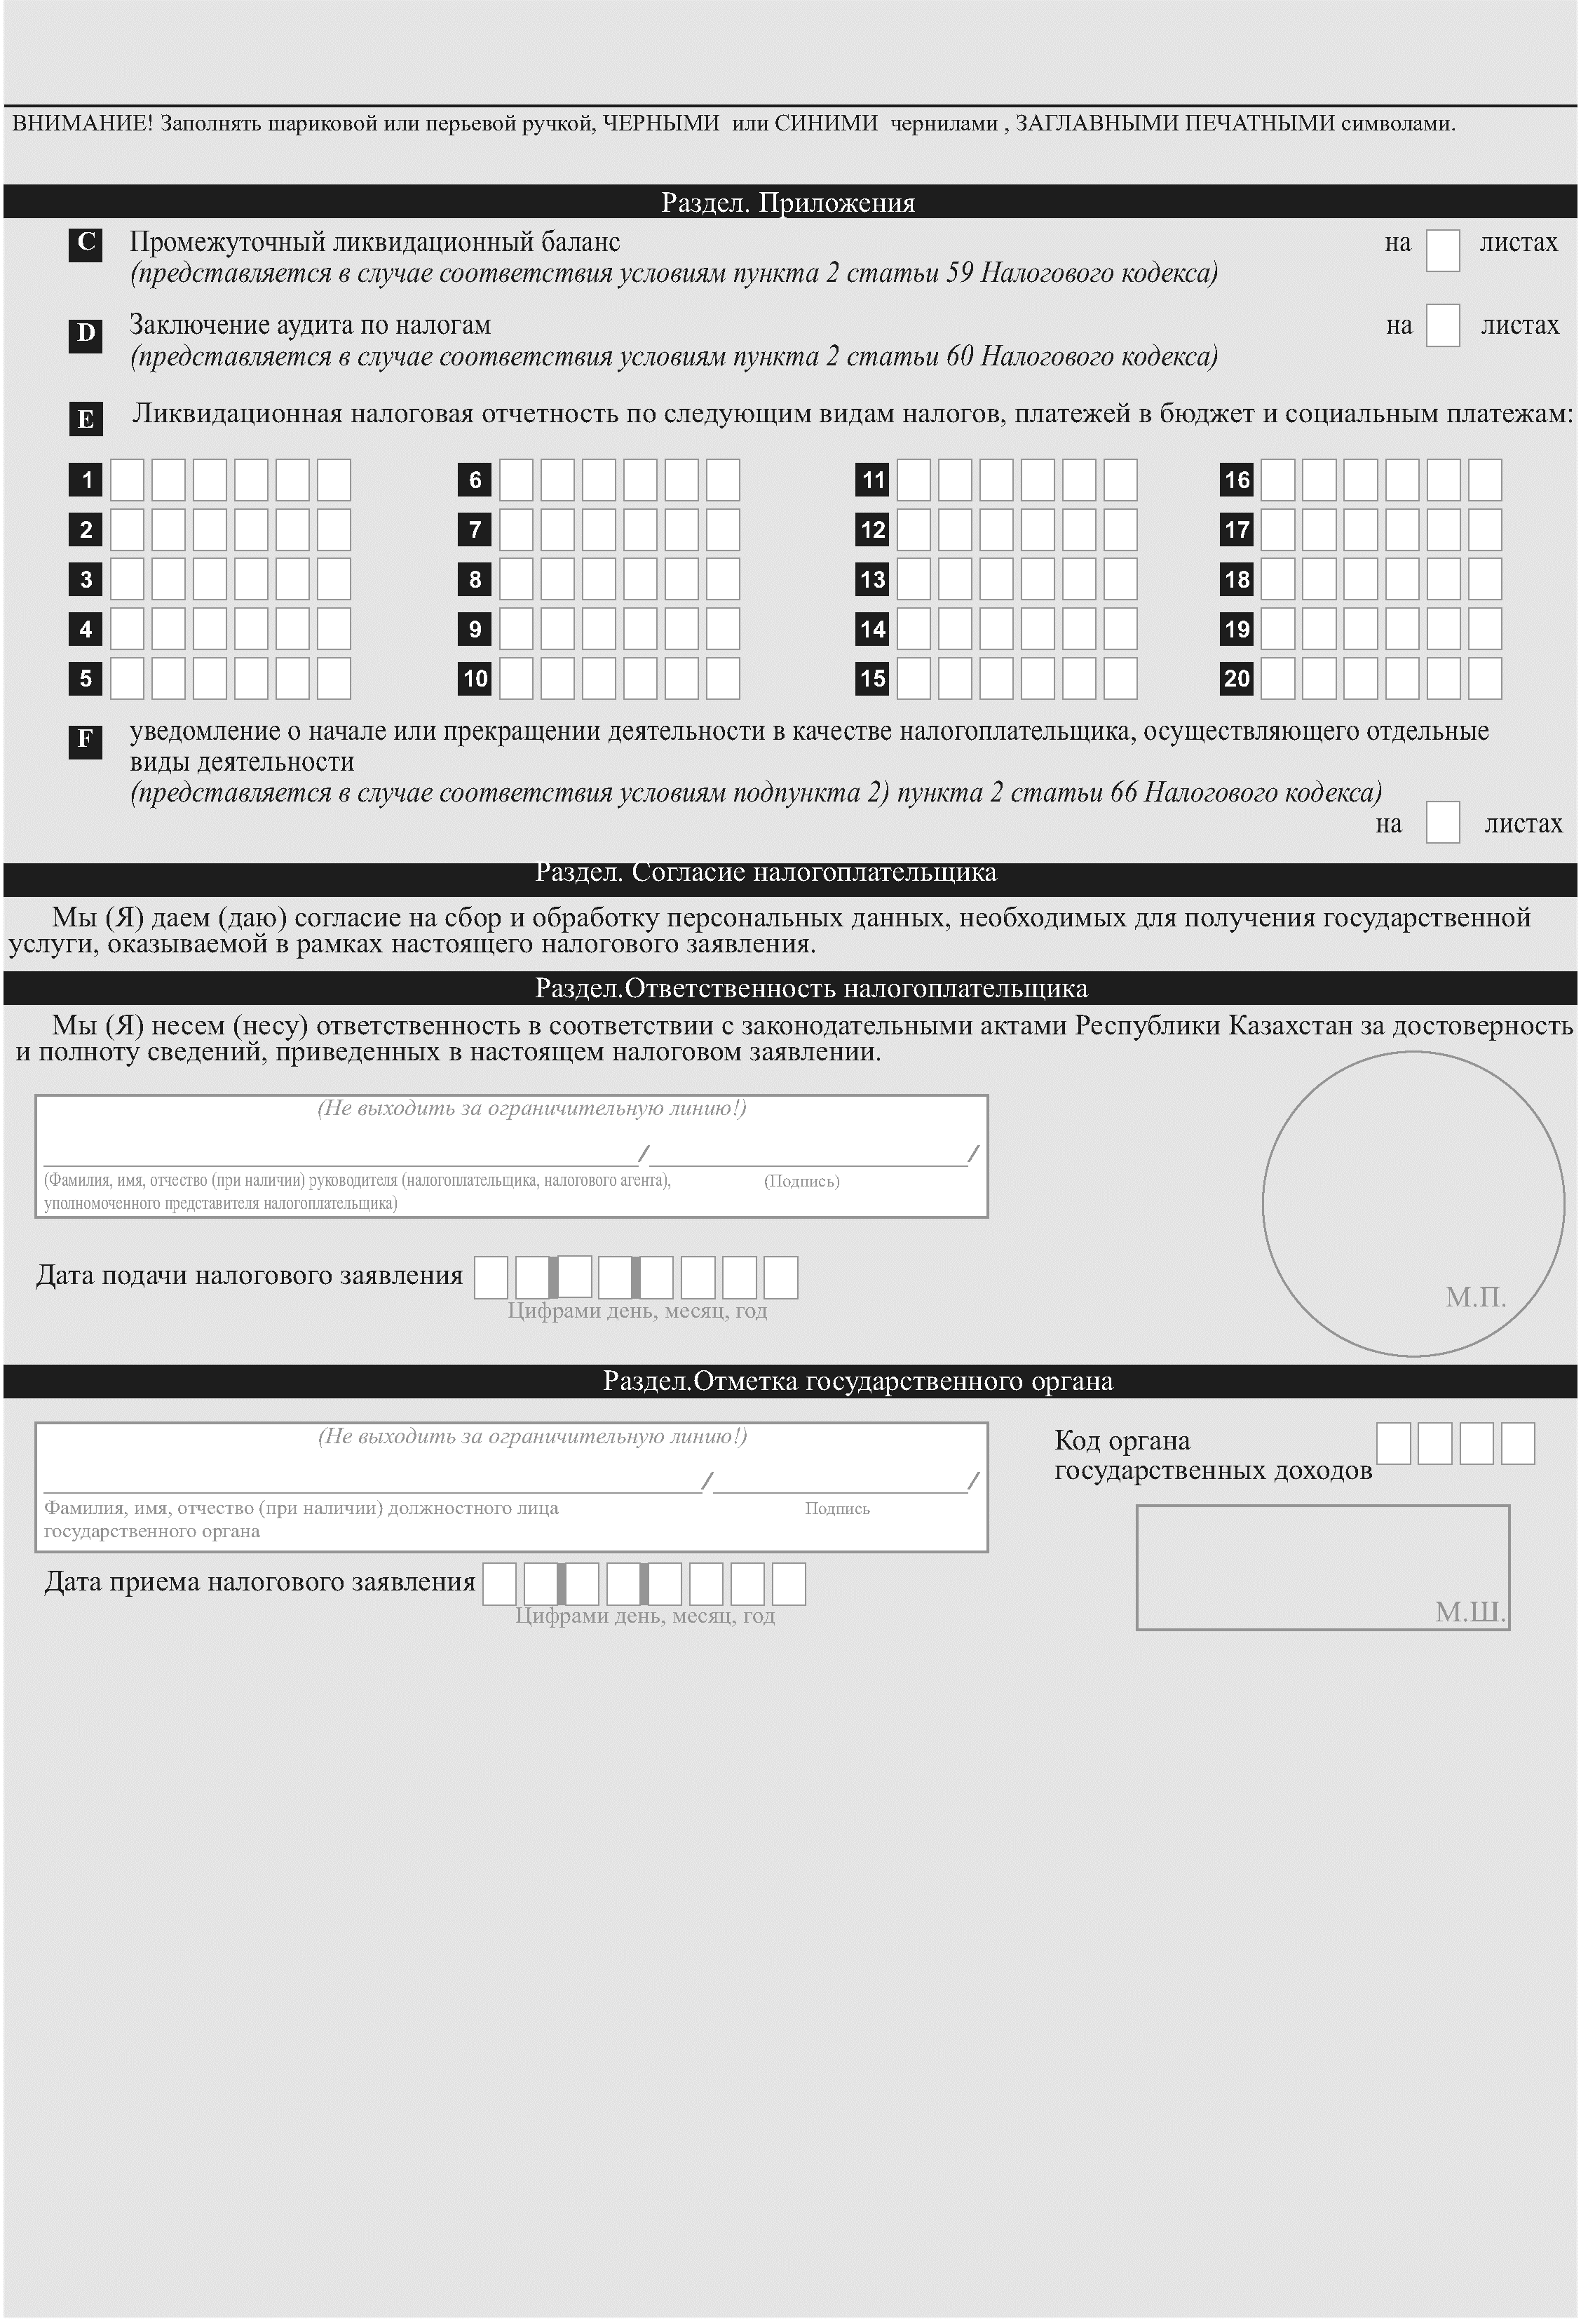 ВНИМАНИЕ! Заполнять шариковой или перьевой ручкой, ЧЕРНЫМИ или СИНИМИ чернилами , ЗАГЛАВНЫМИ ПЕЧАТНЫМИ символами.
Раздел. Приложения
C Промежуточный ликвидационный баланс на листах
(представляется в случае соответствия условиям пункта 2 статьи 59 Налогового кодекса)
D Заключение аудита по налогам на листах
(представляется в случае соответствия условиям пункта 2 статьи 60 Налогового кодекса)
E Ликвидационная налоговая отчетность по следующим видам налогов, платежей в бюджет и социальным платежам:
1 6 11 16
2 7 12 17
3 8 13 18
4 9 14 19
5 10 15 20
F уведомление о начале или прекращении деятельности в качестве налогоплательщика, осуществляющего отдельные
виды деятельности
(представляется в случае соответствия условиям подпункта 2) пункта 2 статьи 66 Налогового кодекса)
на листах
Раздел. Согласие налогоплательщика
Мы (Я) даем (даю) согласие на сбор и обработку персональных данных, необходимых для получения государственной
услуги, оказываемой в рамках настоящего налогового заявления.
Раздел.Ответственность налогоплательщика
Мы (Я) несем (несу) ответственность в соответствии с законодательными актами Республики Казахстан за достоверность
и полноту сведений, приведенных в настоящем налоговом заявлении.
(Не выходить за ограничительную линию!)
/ /
(Фамилия, имя, отчество (при наличии) руководителя (налогоплательщика, налогового агента), (Подпись)
уполномоченного представителя налогоплательщика)
Дата подачи налогового заявления
Цифрами день, месяц, год
М.П.
Раздел.Отметка государственного органа
(Не выходить за ограничительную линию!)
/ /
Фамилия, имя, отчество (при наличии) должностного лица Подпись
государственного органа
Код органа
государственных доходов
Дата приема налогового заявления
Цифрами день, месяц, год
М.Ш.